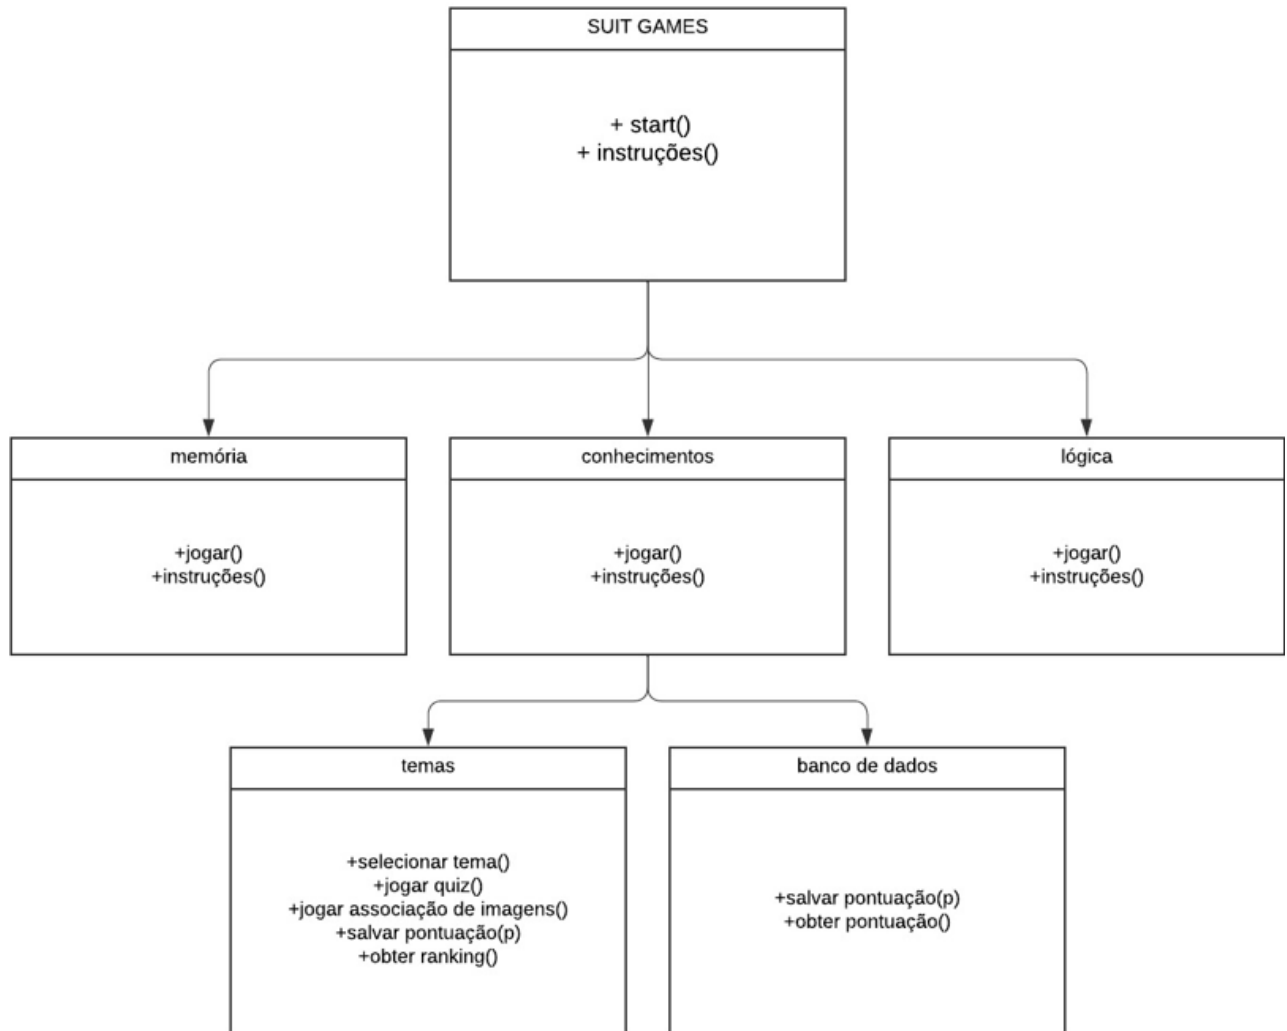 SUIT GAMES
+ start()
+ instruções()
memória
+jogar()
+instruções()
conhecimentos
+jogar()
+instruções()
lógica
+jogar()
+instruções()
temas
+selecionar tema()
+jogar quiz()
+jogar associação de imagens()
+salvar pontuação(p)
+obter ranking()
banco de dados
+salvar pontuação(p)
+obter pontuação()